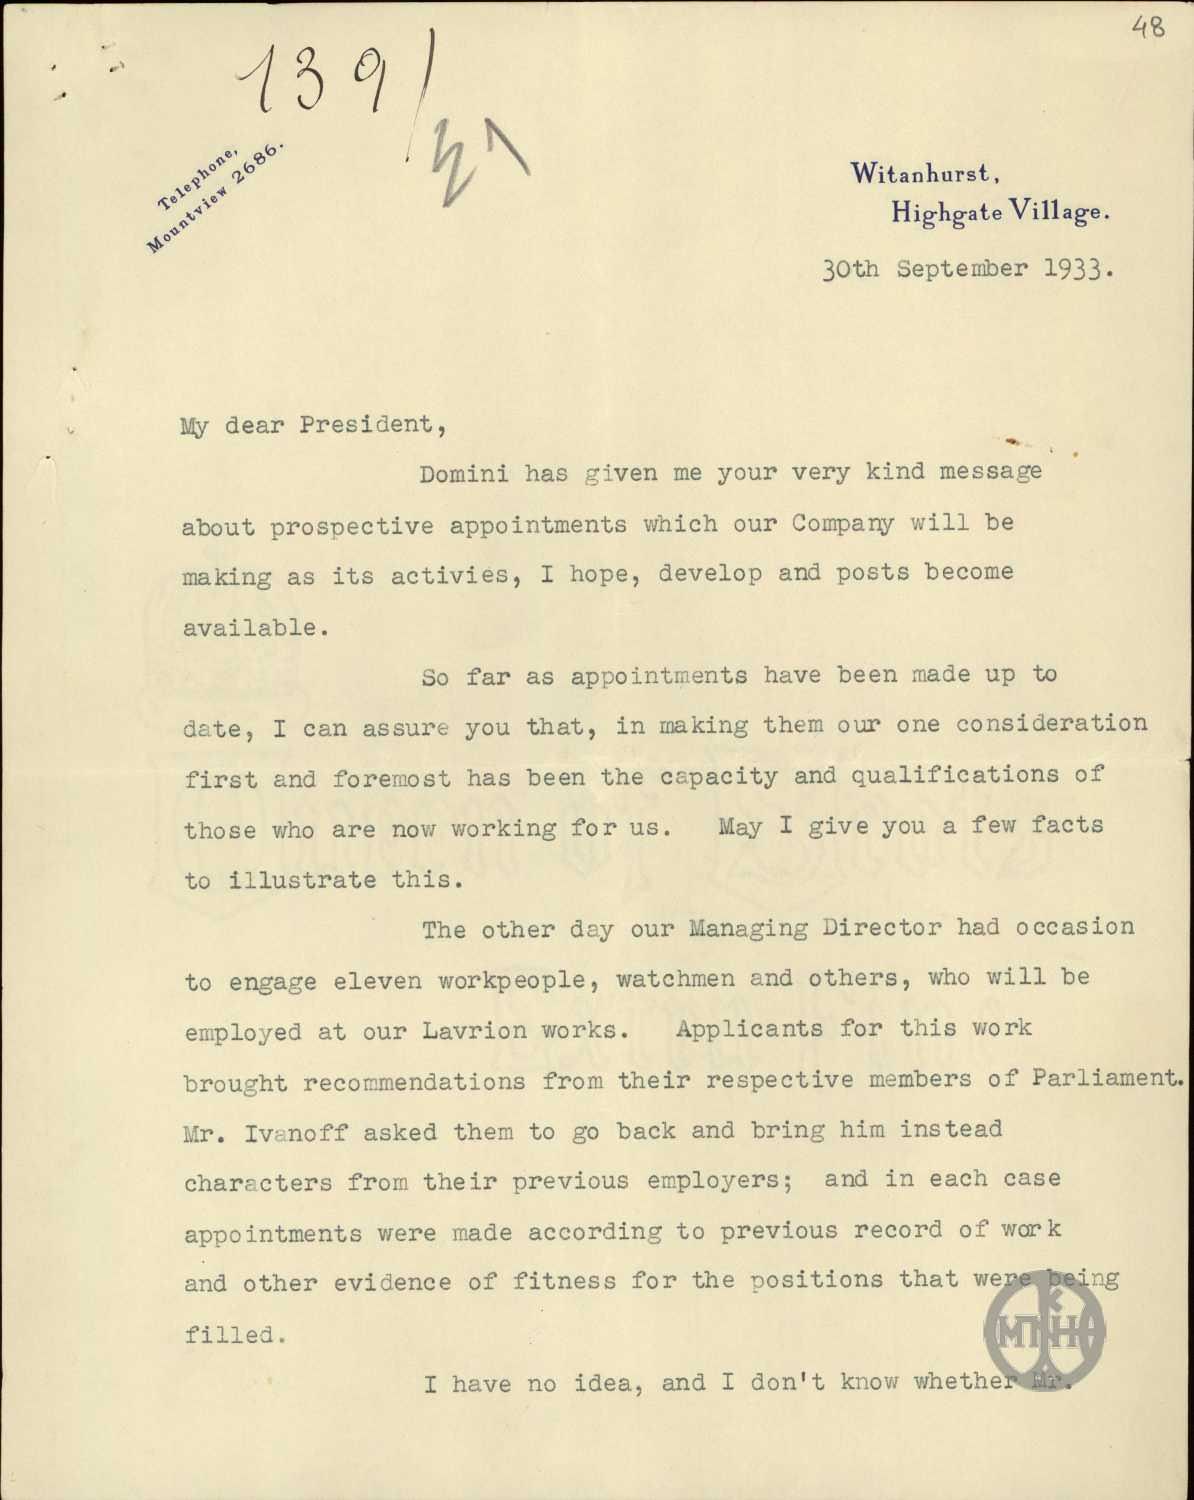 48
139/
Telephone,
Mountview 2686.
Witanhurst,
Highgate Village.
30th September 1933.
My dear President,
Domini has given me your very kind message
about prospective appointments which our Company will be
making as its activies, I hope, develop and posts become
available.
So far as appointments have been made up to
date, I can assure you that, in making them our one consideration
first and foremost has been the capacity and qualifications of
those who are now working for us. May I give you a few facts
to illustrate this.
The other day our Managing Director had occasion
to engage eleven workpeople, watchmen and others, who will be
employed at our Lavrion works. Applicants for this work
brought recommendations from their respective members of Parliament.
Mr. Ivanoff asked them to go back and bring him instead
characters from their previous employers; and in each case
appointments were made according to previous record of work
and other evidence of fitness for the positions that were being
filled.
I have no idea, and I don't know whether Mr.